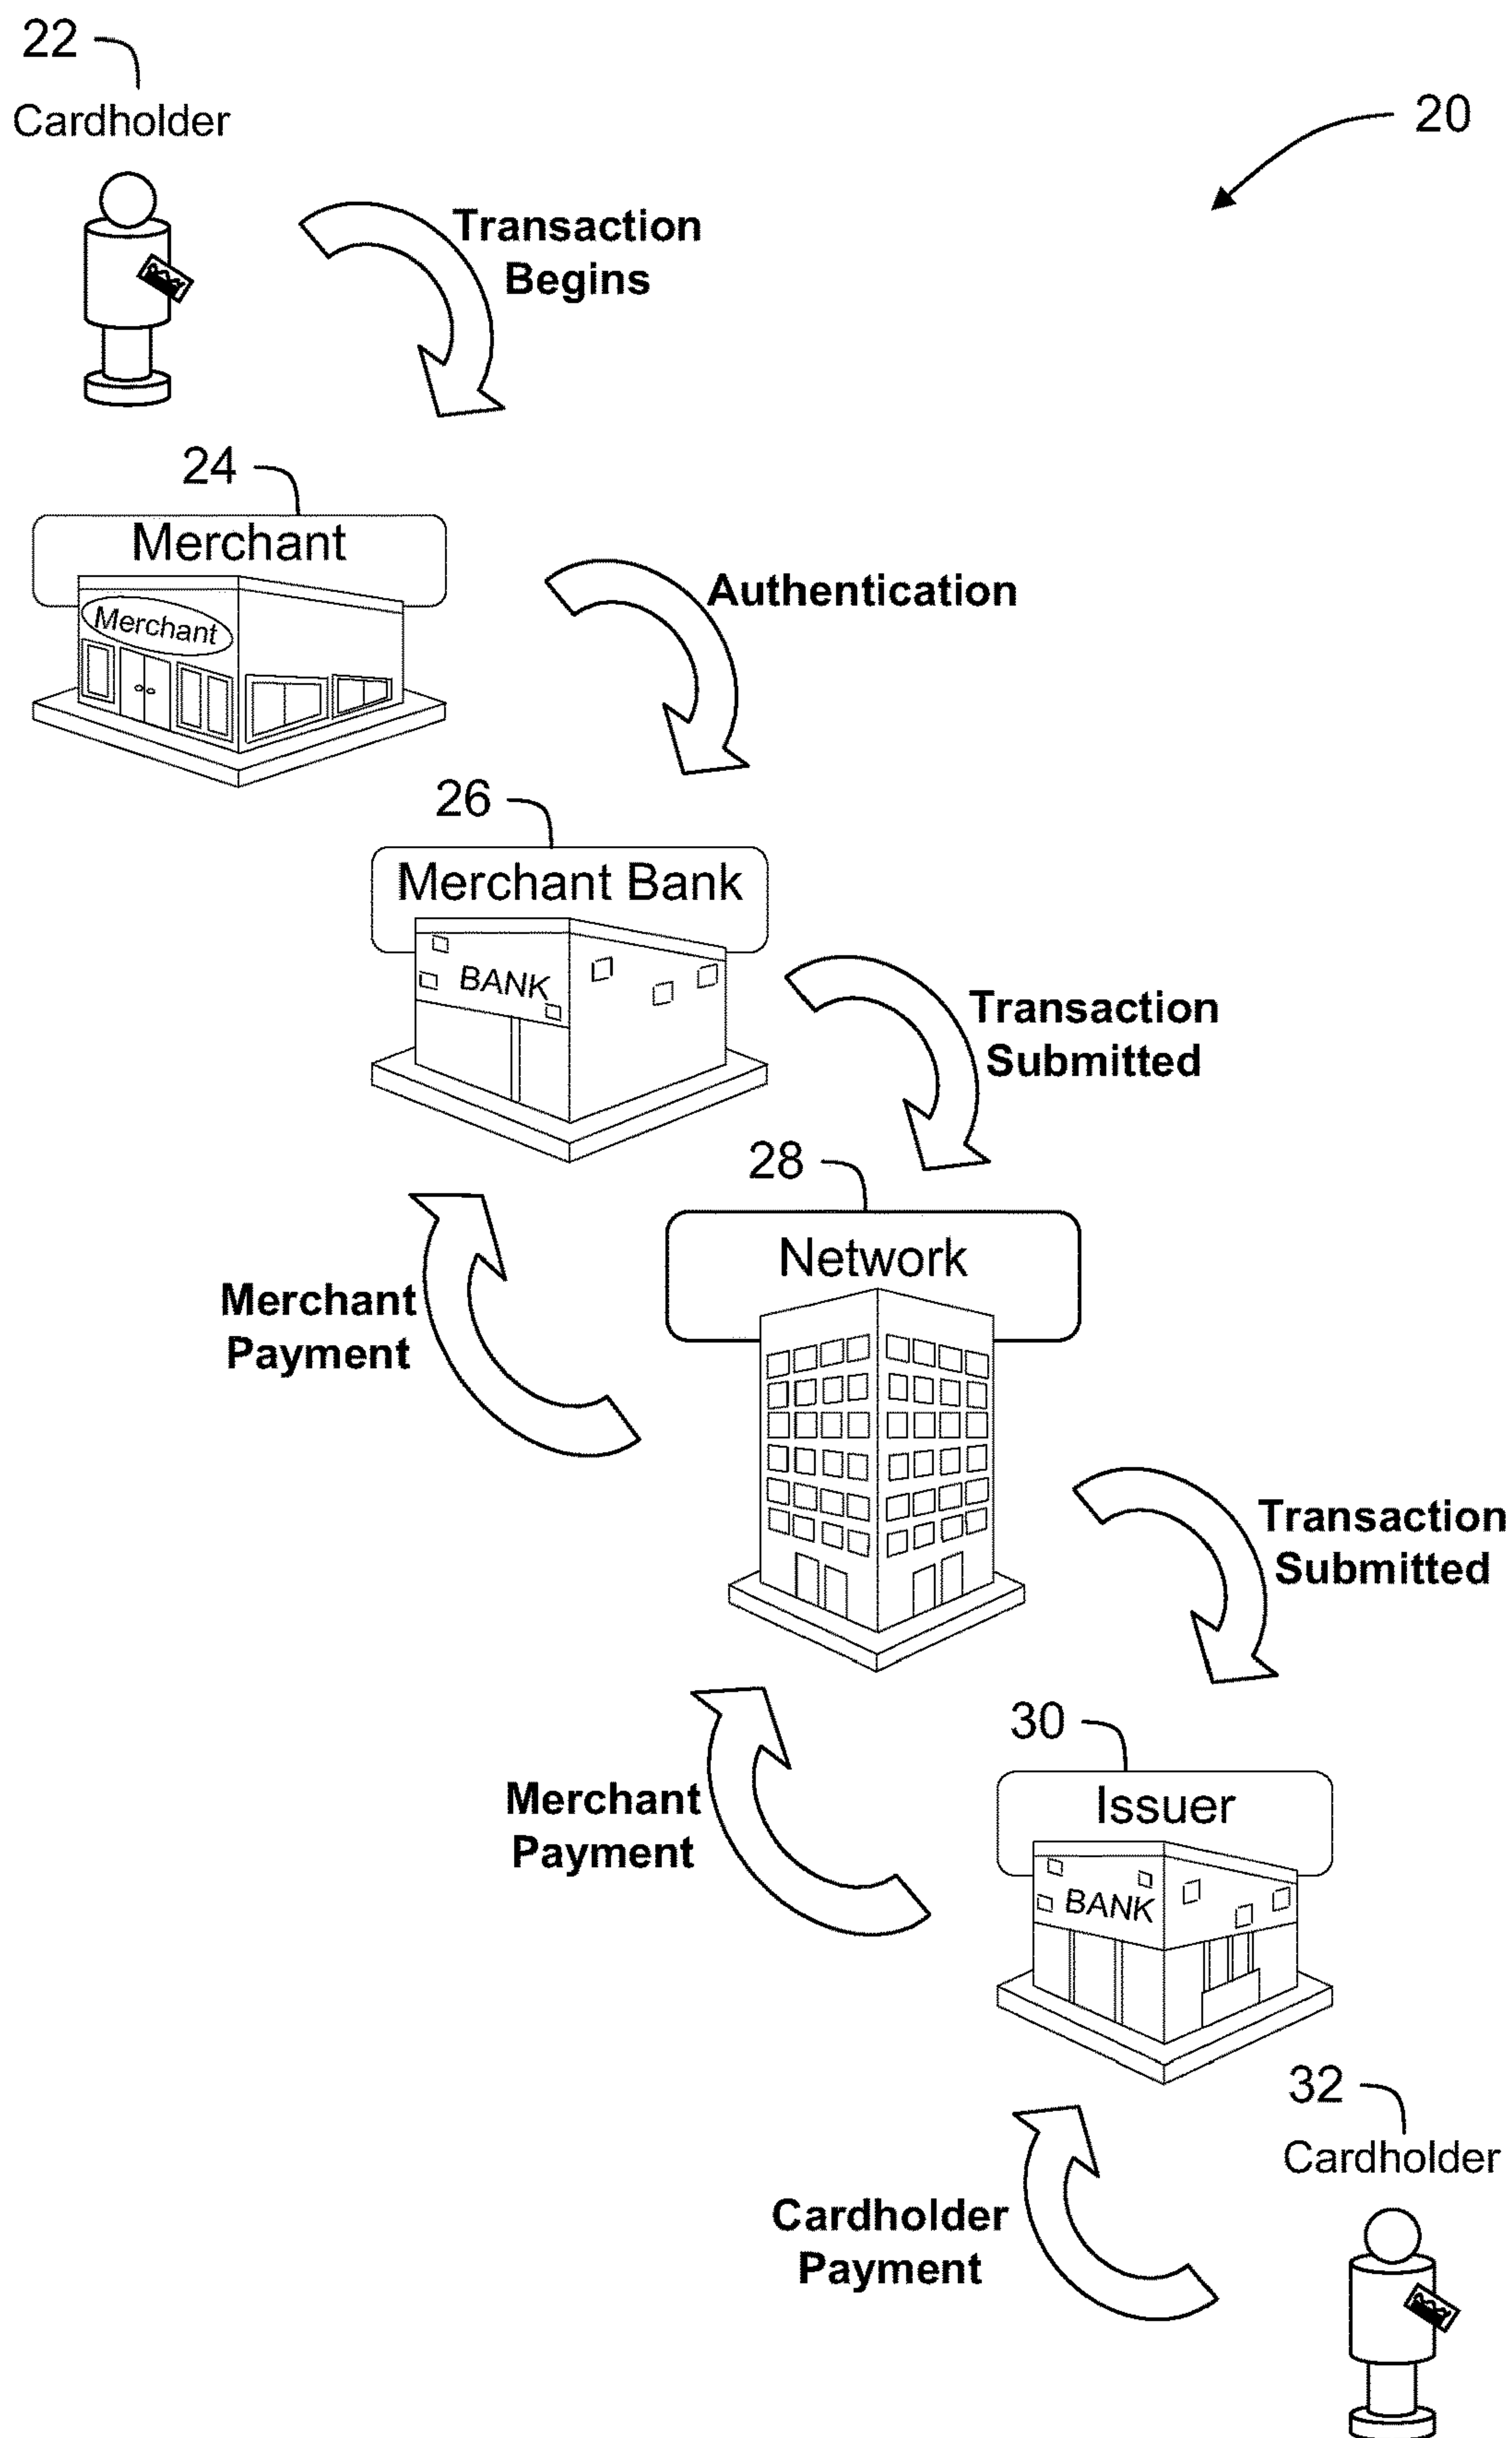 22
Cardholder
20
Transaction
Begins
24
Merchant
Merchant
Authentication
26
Merchant Bank
BANK
Transaction
Submitted
28
Network
Merchant
Payment
Transaction
Submitted
30
Issuer
BANK
Merchant
Payment
32
Cardholder
Cardholder
Payment